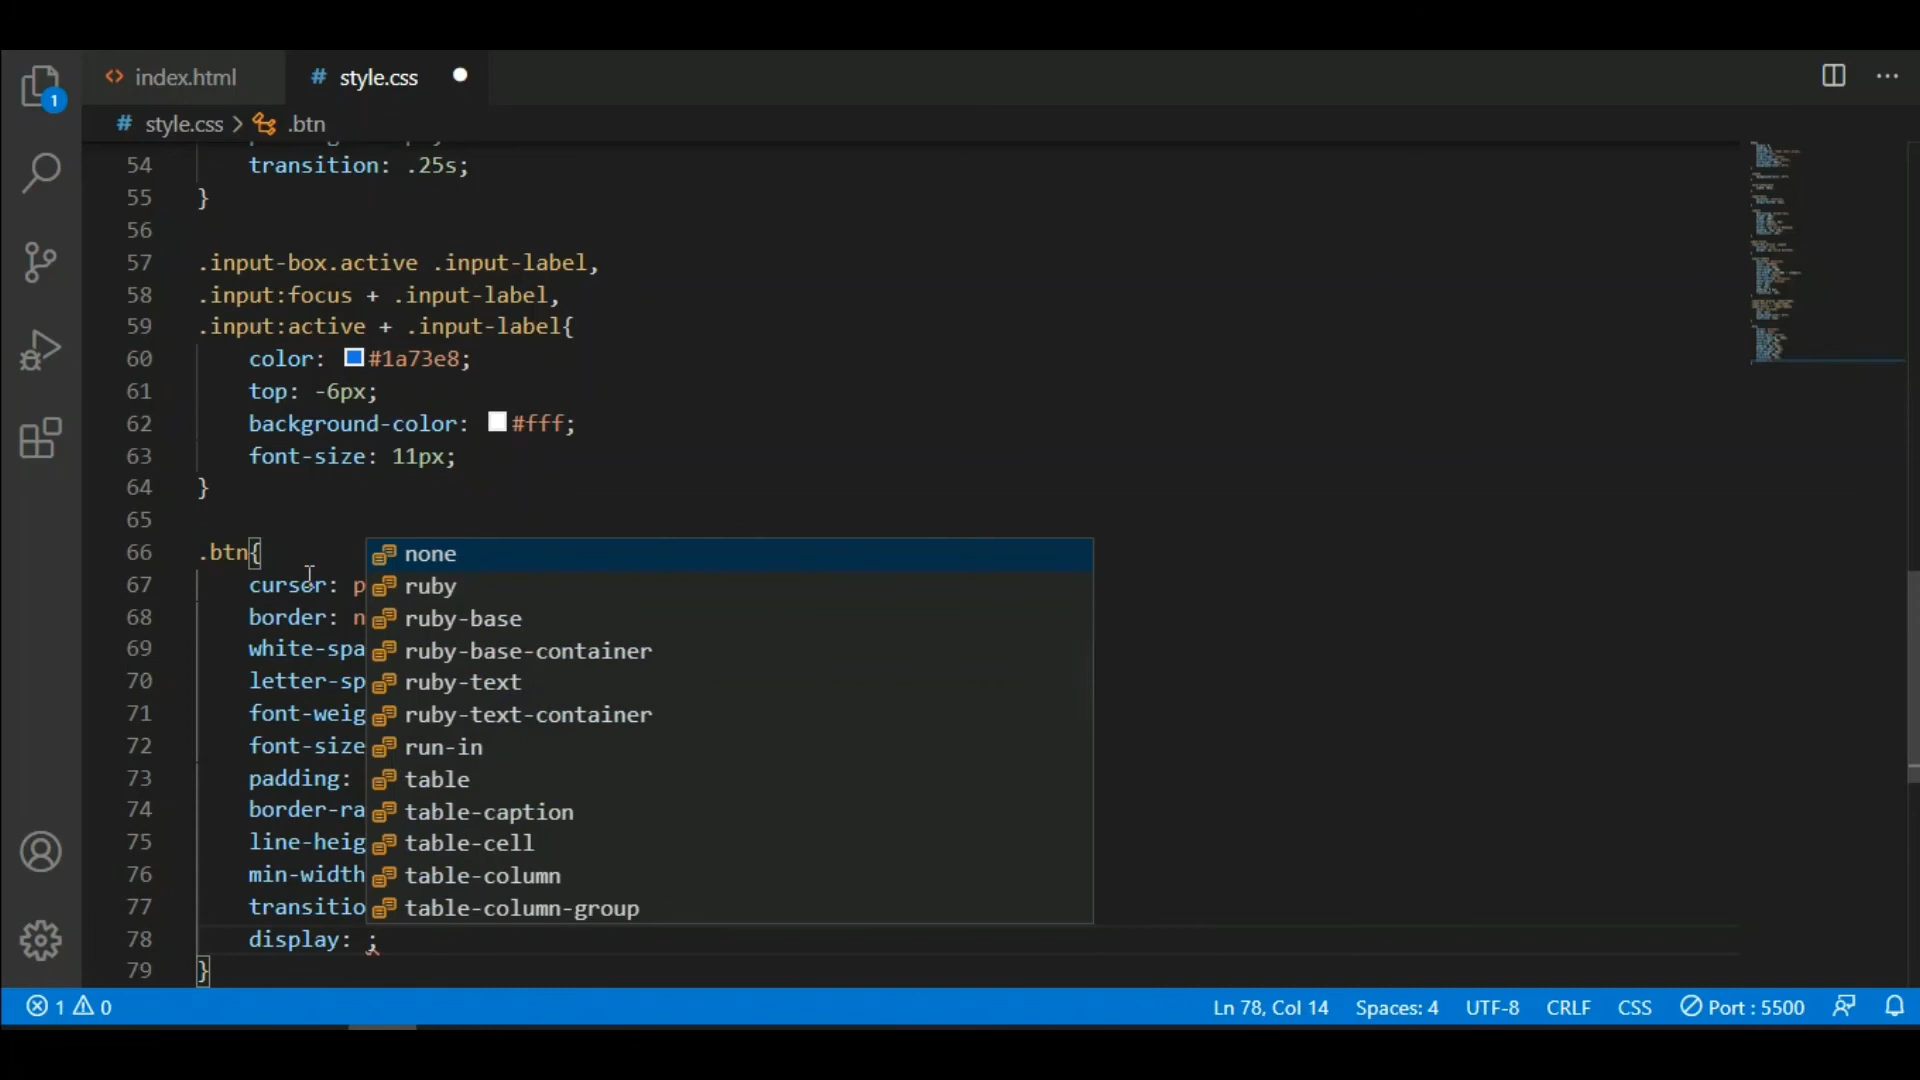 index.html
# style.css
1
# style.css > .btn
54 transition: .25s;
55 }
56
57 .input-box.active .input-label,
58 .input:focus + .input-label,
59 .input:active + .input-label{
60 color: #1a73e8;
61 top: -6px;
62 background-color: #fff;
63 font-size: 11px;
64 }
65
66 .btn{
none
67 cursor: p
ruby
68 border: n
ruby-base
69 white-spa
ruby-base-container
70 letter-sp
ruby-text
71 font-weig
ruby-text-container
72 font-size
run-in
73 padding:
table
74 border-ra
table-caption
75 line-heig
table-cell
76 min-width
table-column
77 transitio
table-column-group
78 display: ;
79 }
1 0
Ln 78, Col 14
Spaces: 4
UTF-8
CRLF
CSS
Port : 5500